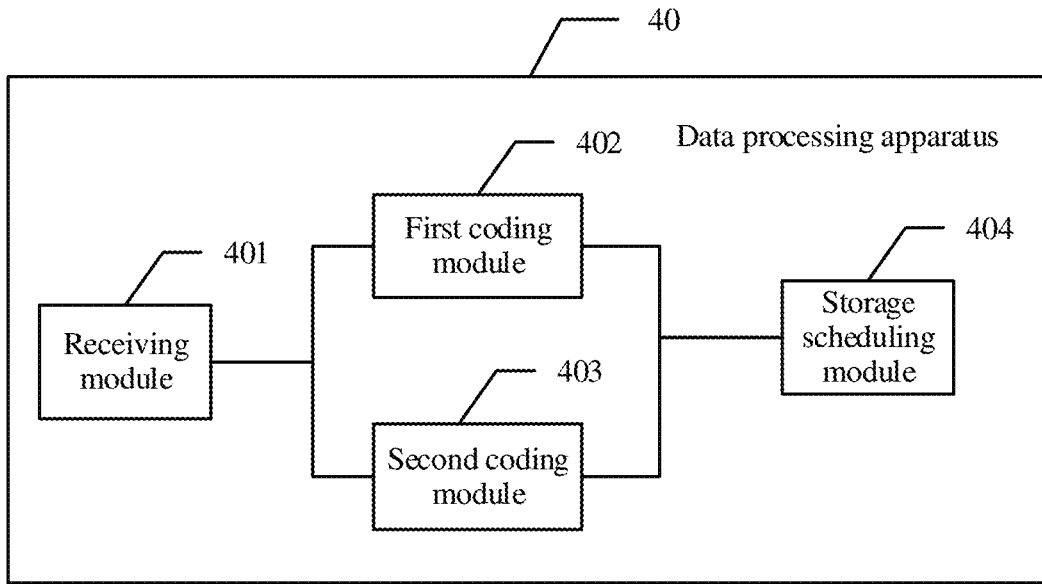 40
Data processing apparatus
402
First coding
module
401
Receiving
module
404
Storage
scheduling
module
403
Second coding
module